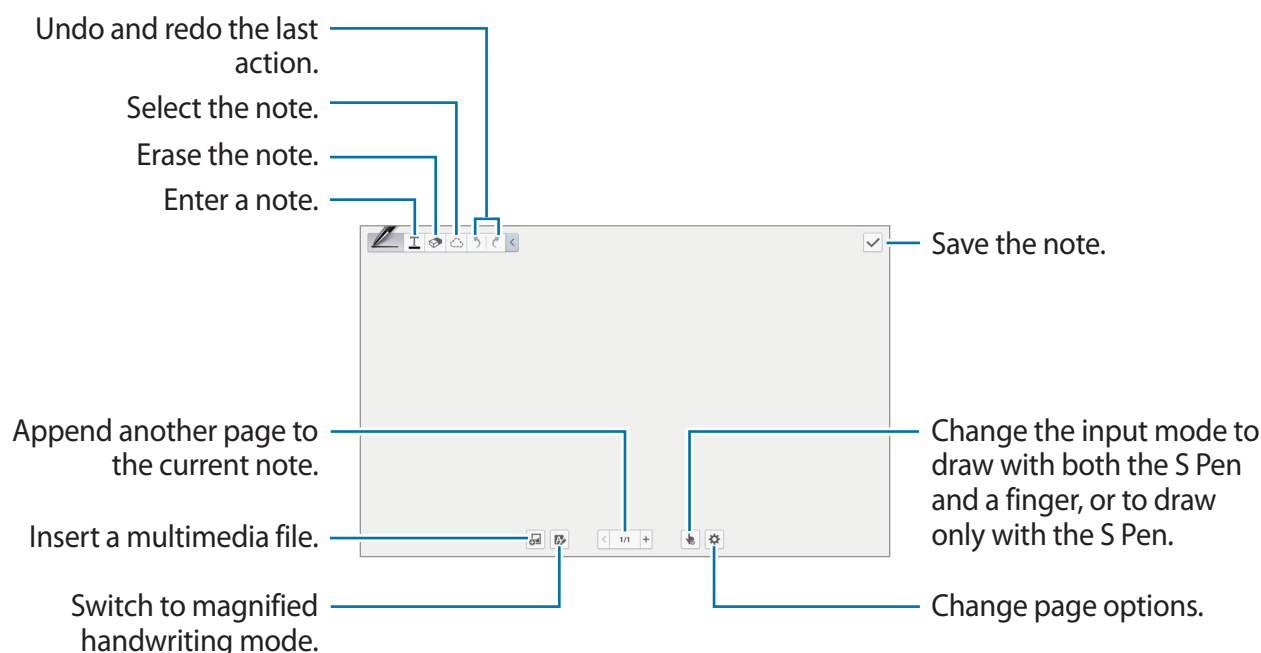 Undo and redo the last
action.
Select the note.
Erase the note.
Enter a note.
Save the note.
Append another page to
the current note.
Insert a multimedia file.
Switch to magnified
handwriting mode.
1/1
Change the input mode to
draw with both the S Pen
and a finger, or to draw
only with the S Pen.
Change page options.